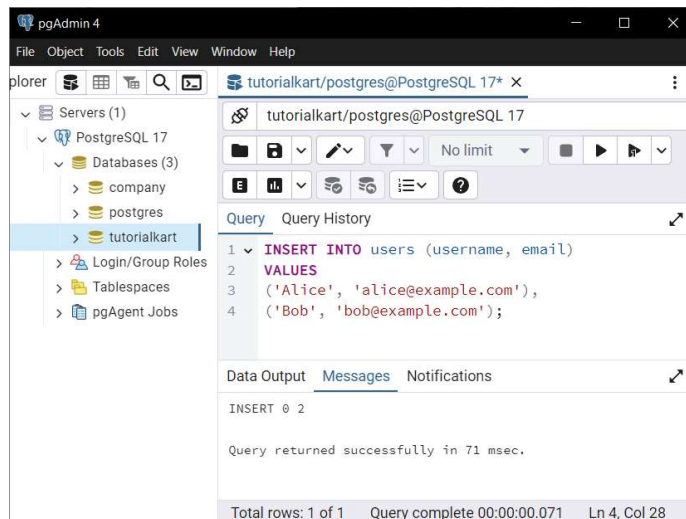 pgAdmin 4
File Object Tools Edit View Window Help
plorer
Servers (1)
PostgreSQL 17
Databases (3)
company
postgres
tutorialkart
Login/Group Roles
Tablespaces
pgAgent Jobs
tutorialkart/postgres@PostgreSQL 17*
tutorialkart/postgres@PostgreSQL 17
No limit
E
Query Query History
1 INSERT INTO users (username, email)
2 VALUES
3 ('Alice', 'alice@example.com'),
4 ('Bob', 'bob@example.com');
Data Output Messages Notifications
INSERT 0 2
Query returned successfully in 71 msec.
Total rows: 1 of 1 Query complete 00:00:00.071 Ln 4, Col 28